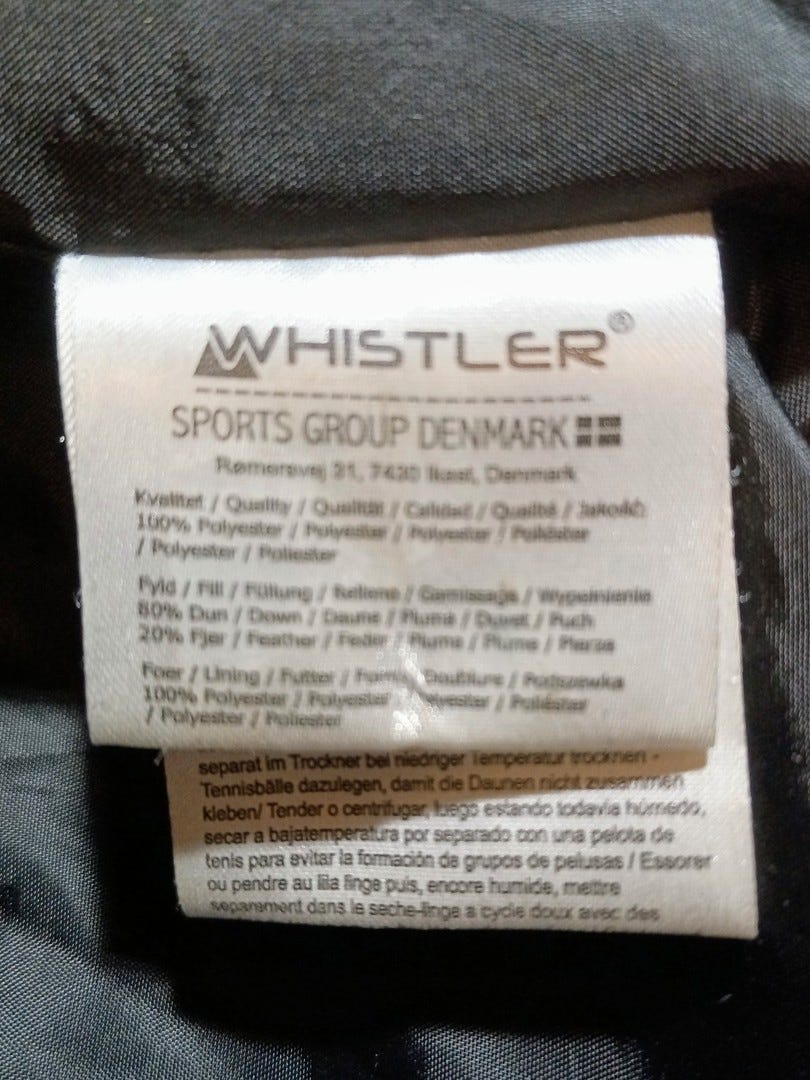 WHISTLER®
SPORTS GROUP DENMARK
Rømersvej 31, 7430 Ikast, Denmark
Kvalitet / Quality / Qualität / Calidad / Qualité / Jakość:
100% Polyester / Polyester / Polyester / Poliéster
/ Polyester / Poliester
Fyld / Fill / Füllung / Relleno / Garnissage / Wypełnienie
80% Dun / Down / Daune / Pluma / Duvet / Puch
20% Fjer / Feather / Feder / Pluma / Plume / Pierze
Foer / Lining / Futter / Forro / Doublure / Podszewka
100% Polyester / Polyester / Polyester / Poliéster
/ Polyester / Poliester
separat im Trockner bei niedriger Temperatur trocknen -
Tennisbälle dazulegen, damit die Daunen nicht zusammen
kleben/ Tender o centrifugar, luego estando todavia húmedo,
secar a bajatemperatura por separado con una pelota de
tenis para evitar la formación de grupos de pelusas / Essorer
ou pendre au lila linge puis, encore humide, mettre
separement dans le seche-linge a cycle doux avec des